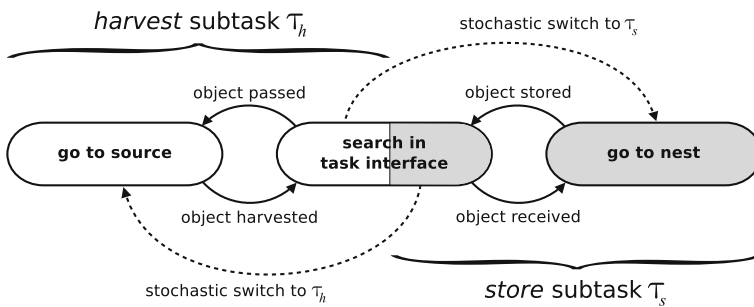 harvest subtask τh
stochastic switch to τs
object passed
object stored
go to source
search in
task interface
go to nest
object harvested
object received
stochastic switch to τh
store subtask τs